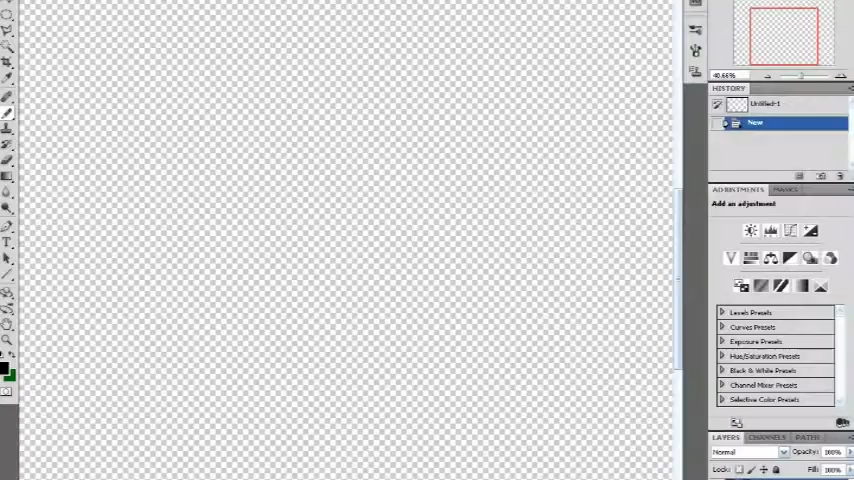 40.66%
HISTORY
Untitled-1
New
ADJUSTMENTS MASKS
Add an adjustment
Levels Presets
Curves Presets
Exposure Presets
Hue/Saturation Presets
Black & White Presets
Channel Mixer Presets
Selective Color Presets
LAYERS CHANNELS PATHS
Normal Opacity: 100%
Lock: Fill: 100%